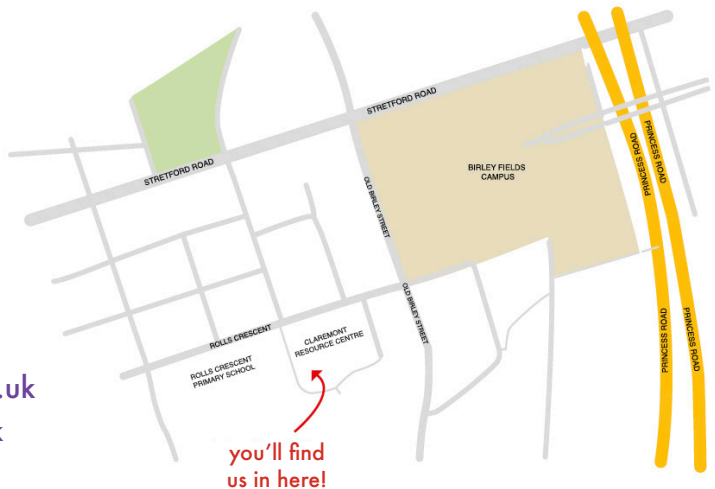 STRETFORD ROAD
STRETFORD ROAD
BIRLEY FIELDS
CAMPUS
PRINCESS ROAD
PRINCESS ROAD
OLD BIRLEY STREET
OLD BIRLEY STREET
PRINCESS ROAD
PRINCESS ROAD
ROLLS CRESCENT
CLAREMONT
RESOURCE CENTRE
ROLLS CRESCENT
PRIMARY SCHOOL
.uk
k
you'll find
us in here!